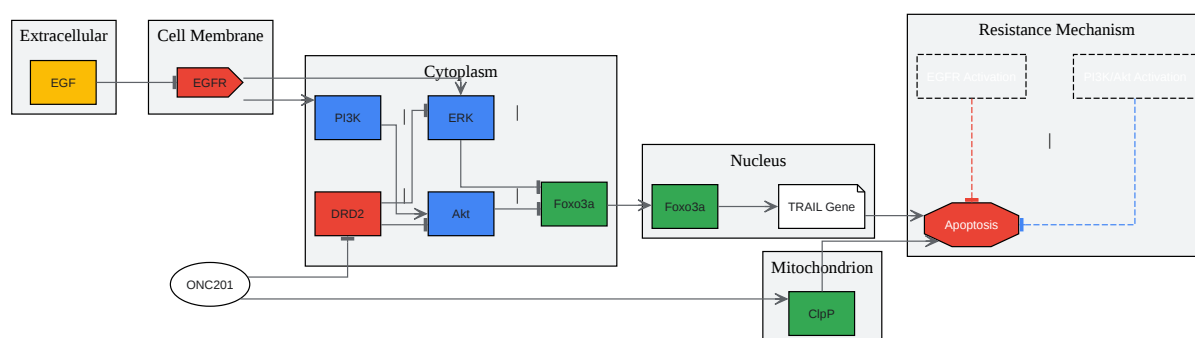 Extracellular
EGF
Cell Membrane
EGFR
Cytoplasm
PI3K
ERK
DRD2
Akt
Foxo3a
ONC201
Nucleus
Foxo3a
TRAIL Gene
Mitochondrion
ClpP
Resistance Mechanism
EGFR Activation
PI3K/Akt Activation
Apoptosis